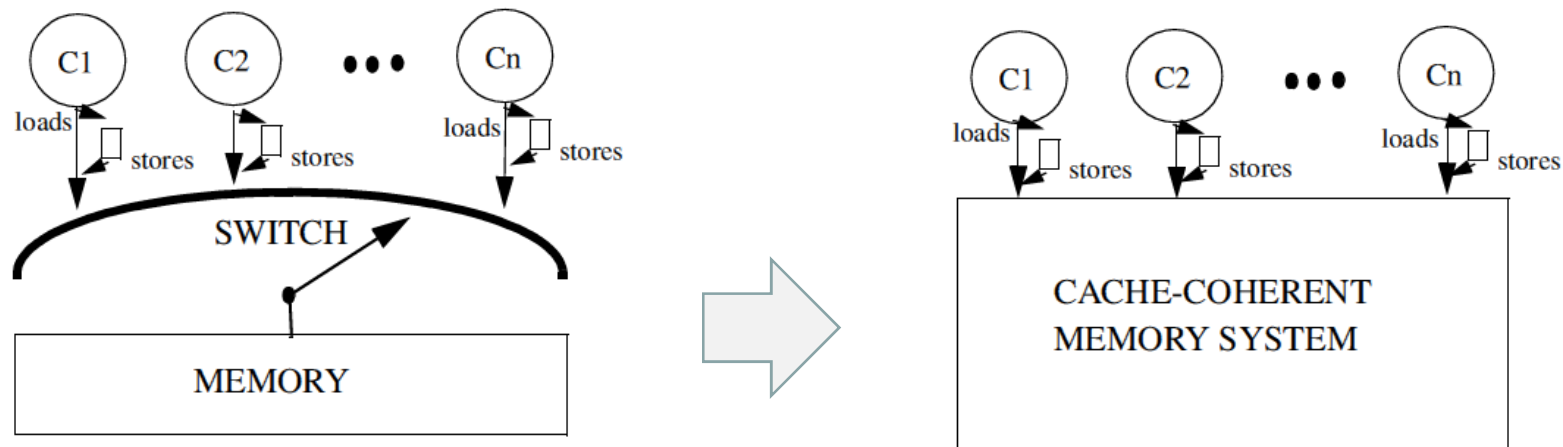 C1
C2
Cn
loads
stores
stores
loads
stores
SWITCH
MEMORY
C1
C2
Cn
loads
stores
stores
loads
stores
CACHE-COHERENT
MEMORY SYSTEM